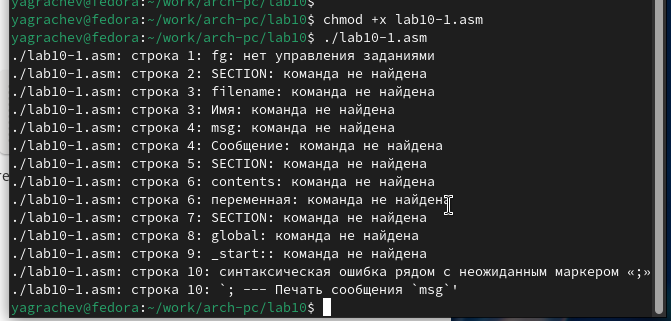 yagrachev@fedora:~/work/arch-pc/lab10$
yagrachev@fedora:~/work/arch-pc/lab10$ chmod +x lab10-1.asm
yagrachev@fedora:~/work/arch-pc/lab10$ ./lab10-1.asm
./lab10-1.asm: строка 1: fg: нет управления заданиями
./lab10-1.asm: строка 2: SECTION: команда не найдена
./lab10-1.asm: строка 3: filename: команда не найдена
./lab10-1.asm: строка 3: Имя: команда не найдена
./lab10-1.asm: строка 4: msg: команда не найдена
./lab10-1.asm: строка 4: Сообщение: команда не найдена
./lab10-1.asm: строка 5: SECTION: команда не найдена
./lab10-1.asm: строка 6: contents: команда не найдена
./lab10-1.asm: строка 6: переменная: команда не найдена
./lab10-1.asm: строка 7: SECTION: команда не найдена
./lab10-1.asm: строка 8: global: команда не найдена
./lab10-1.asm: строка 9: _start:: команда не найдена
./lab10-1.asm: строка 10: синтаксическая ошибка рядом с неожиданным маркером «;»
./lab10-1.asm: строка 10: `; --- Печать сообщения `msg`'
yagrachev@fedora:~/work/arch-pc/lab10$